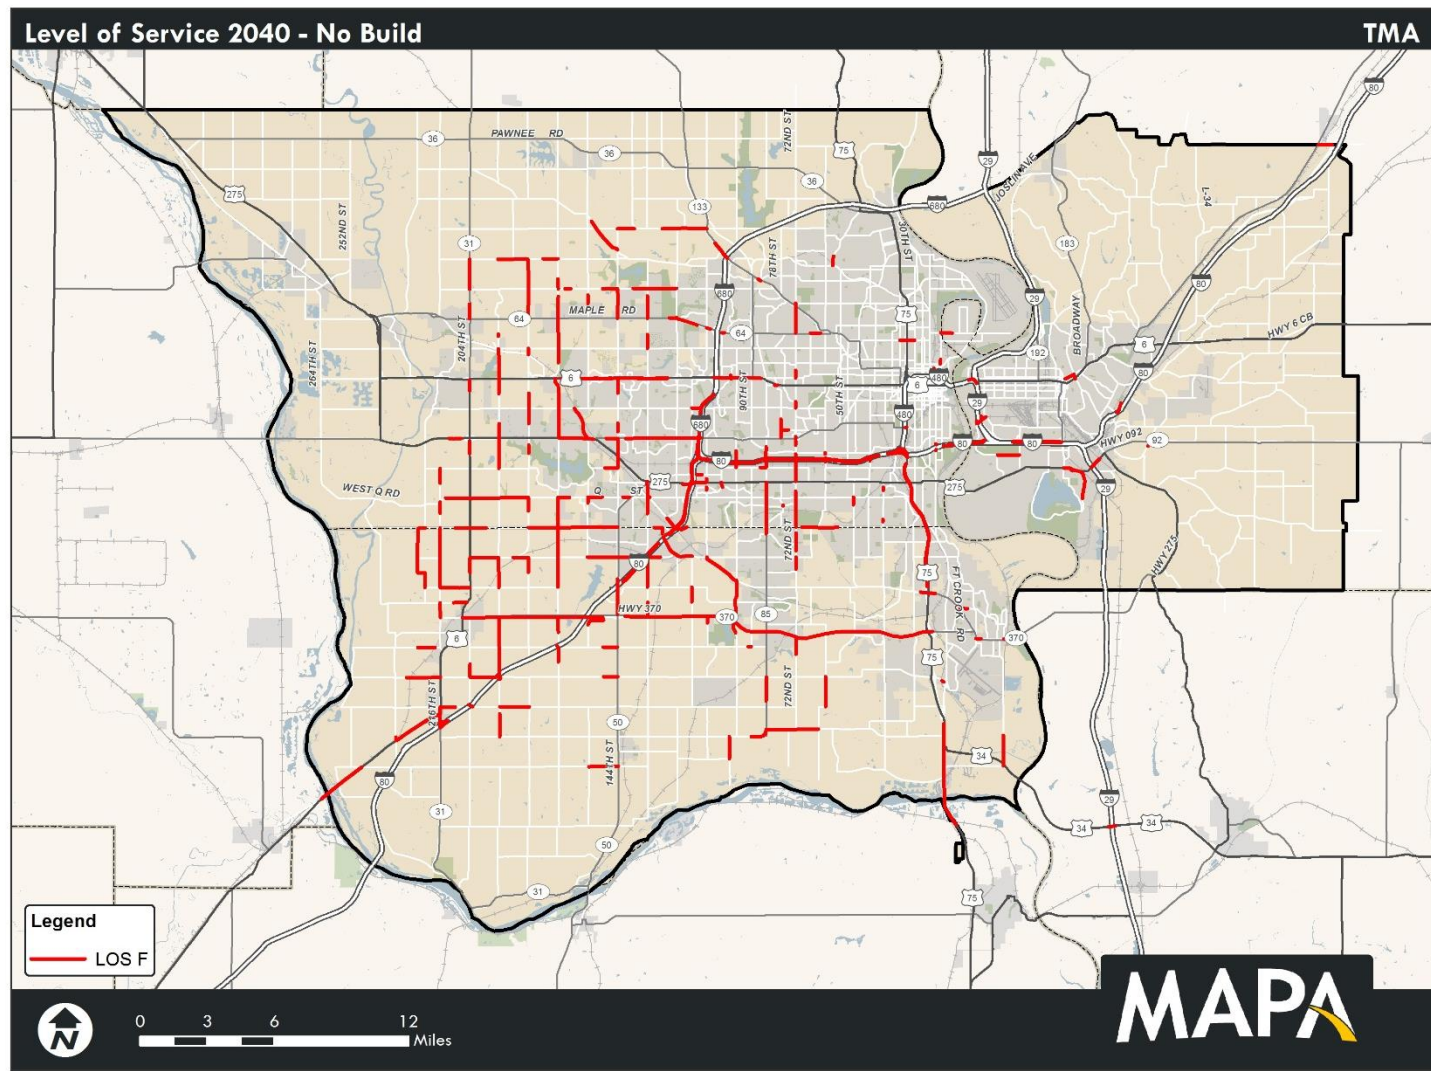 Level of Service 2040 - No Build
TMA
80
PAWNEE RD
36
36
72ND ST
75
29
JOSLIN AVE
275
36
L-34
252ND ST
133
680
31
30TH ST
183
78TH ST
80
680
29
MAPLE RD
64
75
BROADWAY
HWY 6 CB
204TH ST
64
6
264TH ST
192
80
6
90TH ST
50TH ST
480
6
29
680
480
HWY 092
92
80
80
80
275
WEST Q RD
Q ST
275
29
72ND ST
HWY 275
80
75
FT CROOK RD
HWY 370
85
370
6
370
75
216TH ST
72ND ST
50
144TH ST
34
80
29
31
34
34
50
31
75
Legend
LOS F
MAPA
N
0 3 6 12
Miles